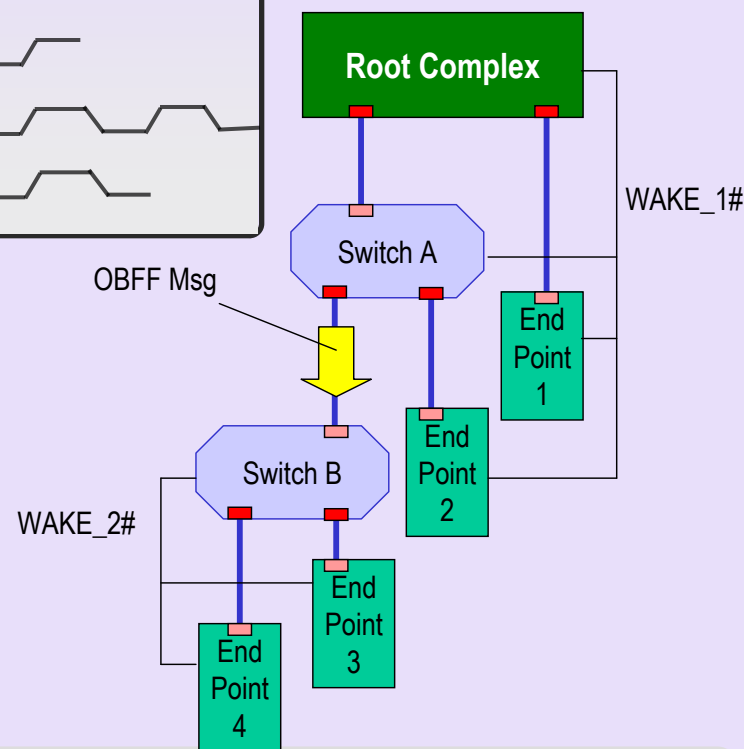 Root Complex
WAKE_1#
Switch A
OBFF Msg
End
Point
1
End
Point
2
Switch B
WAKE_2#
End
Point
3
End
Point
4